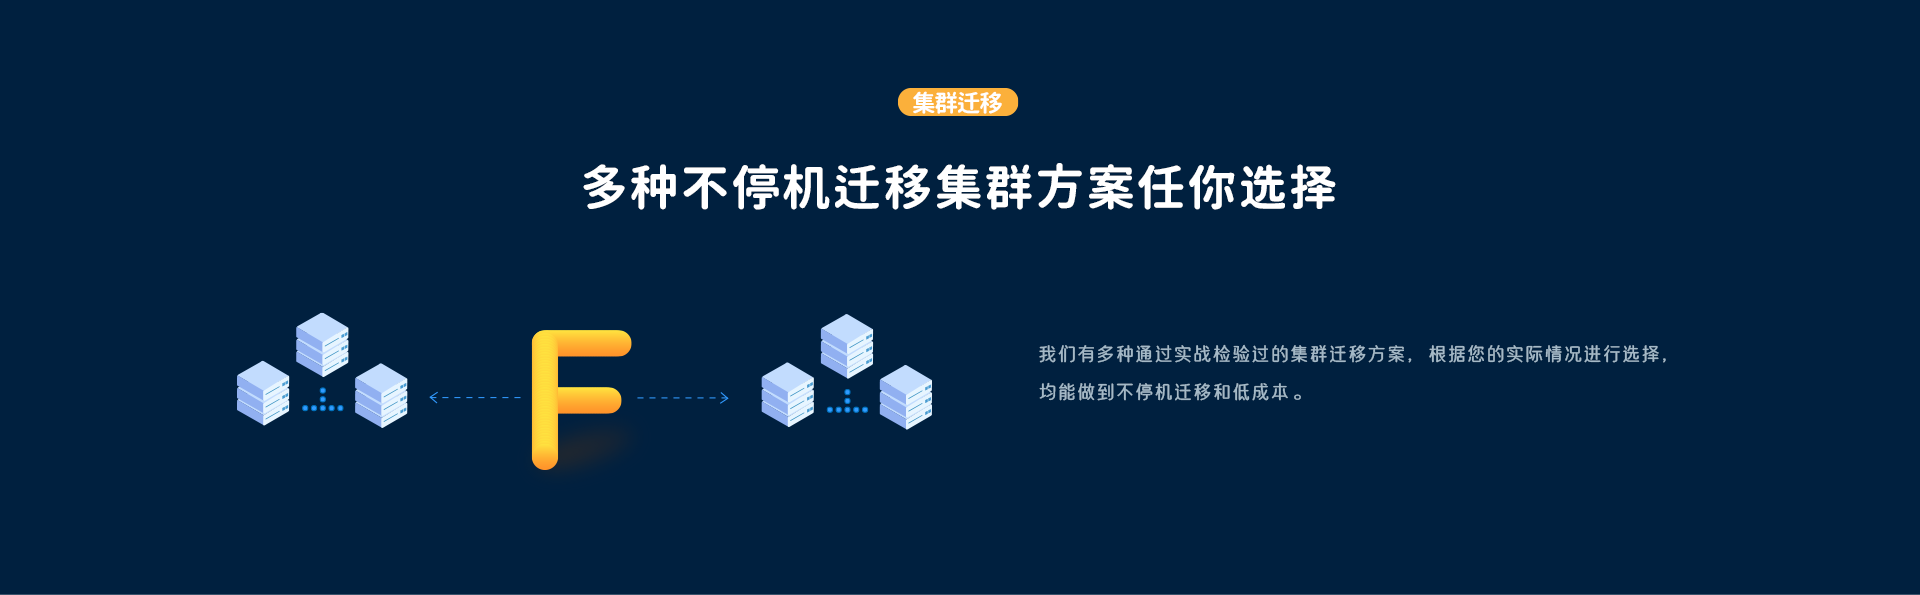 集群迁移
多种不停机迁移集群方案任你选择
F
我们有多种通过实战检验过的集群迁移方案，根据您的实际情况进行选择，
均能做到不停机迁移和低成本。